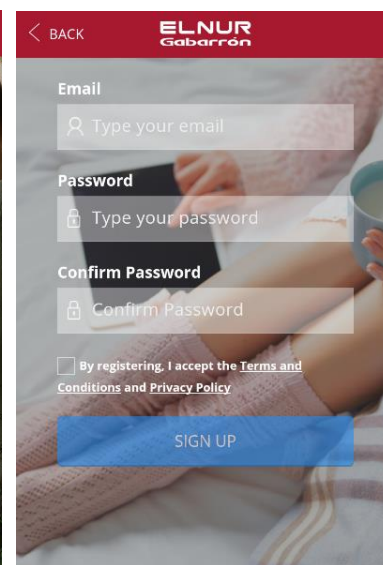 BACK
ELNUR
Gabarrón
Email
Type your email
Password
Type your password
Confirm Password
Confirm Password
By registering, I accept the Terms and
Conditions and Privacy Policy
SIGN UP